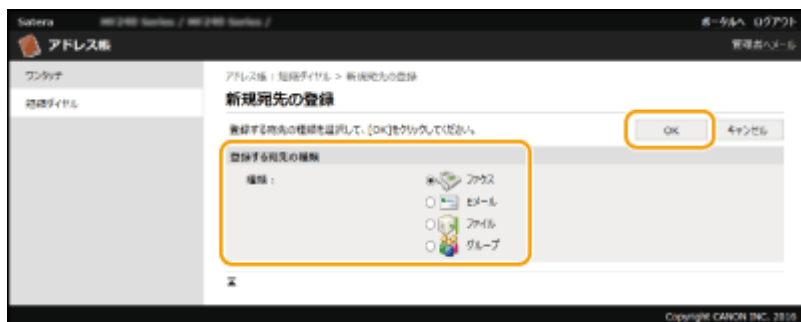 Satera MF240 Series / MF240 Series / ポータルへ ログアウト
アドレス帳 管理者へメール
ワンタッチ
短縮ダイヤル
アドレス帳 : 短縮ダイヤル > 新規宛先の登録
新規宛先の登録
登録する宛先の種類を選択して、[OK]をクリックしてください。
OK キャンセル
登録する宛先の種類
種類 :
ファクス
Eメール
ファイル
グループ
Copyright CANON INC. 2016